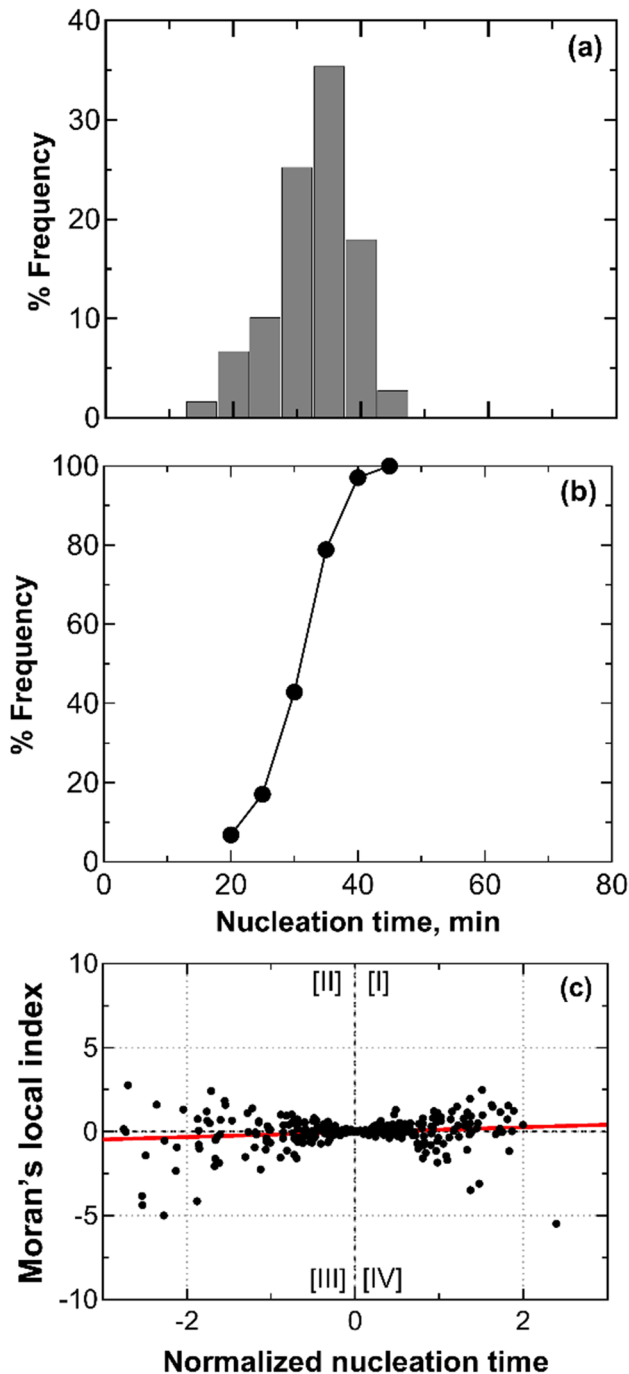 (a)
% Frequency
40
30
20
10
0
(b)
% Frequency
100
80
60
40
20
0
0 20 40 60 80
Nucleation time, min
(c)
[II] [I]
Moran's local index
10
5
0
-5
-10
[III] [IV]
-2 0 2
Normalized nucleation time